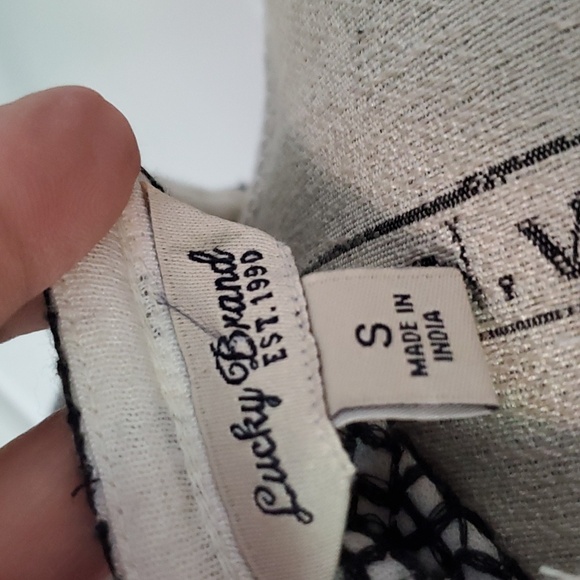 Lucky Brand
EST.1990
S
MADE IN
INDIA